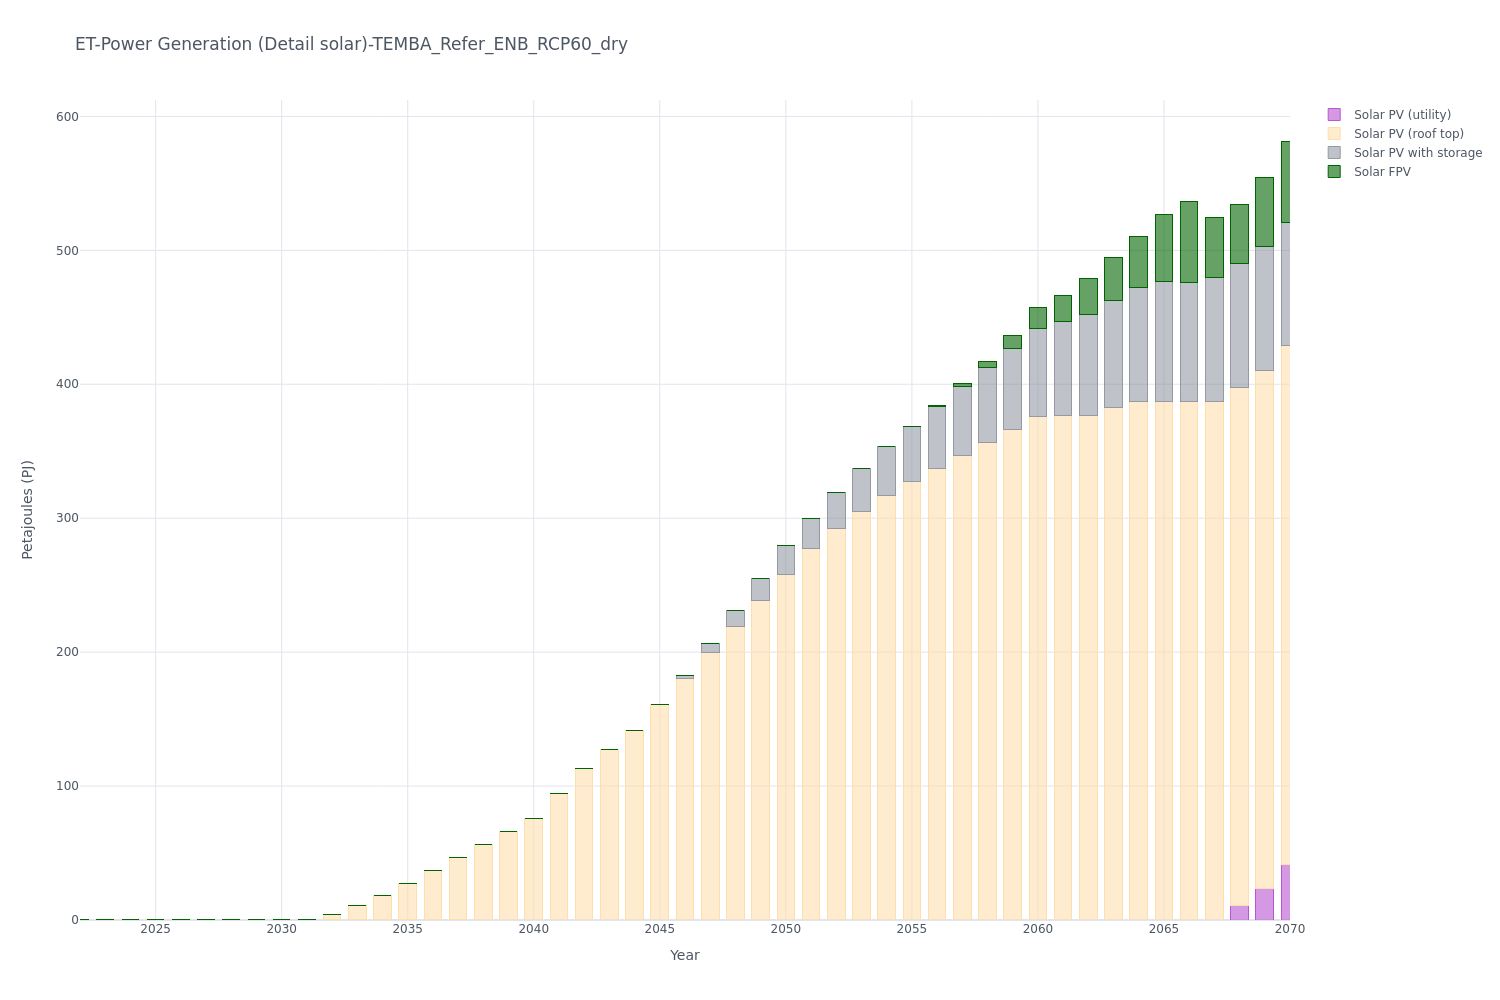 ET-Power Generation (Detail solar)-TEMBA_Refer_ENB_RCP60_dry
Solar PV (utility)
Solar PV (roof top)
Solar PV with storage
Solar FPV
Petajoules (PJ)
600
500
400
300
200
100
0
2025 2030 2035 2040 2045 2050 2055 2060 2065 2070
Year